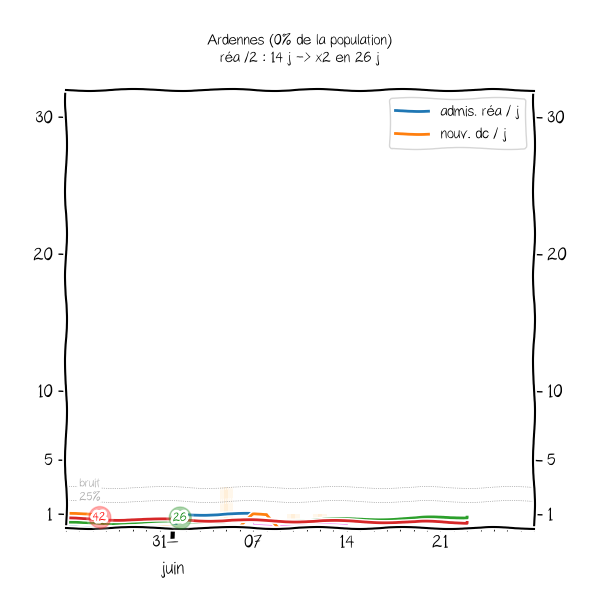 Ardennes (0% de la population)
réa /2 : 14 j -> x2 en 26 j
admis. réa / j
nouv. dc / j
30 30
20 20
10 10
5 5
bruit
25%
1 42 26 1
31 07 14 21
juin